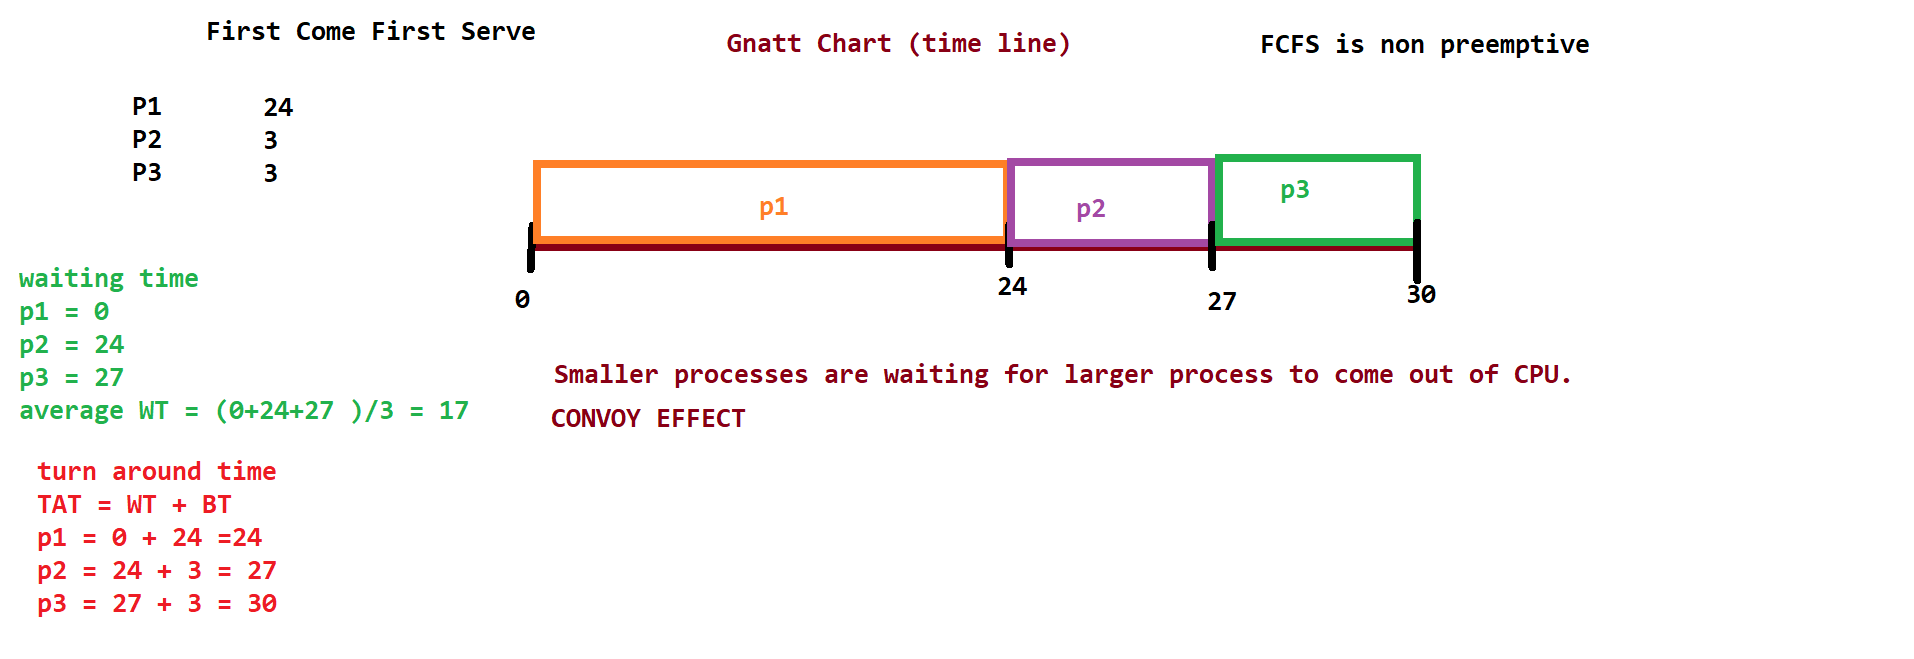 First Come First Serve
Gnatt Chart (time line)
FCFS is non preemptive
P1 24
P2 3
P3 3
p1
p2
p3
0
24
27
30
waiting time
p1 = 0
p2 = 24
p3 = 27
average WT = (0+24+27 )/3 = 17
Smaller processes are waiting for larger process to come out of CPU.
CONVOY EFFECT
turn around time
TAT = WT + BT
p1 = 0 + 24 =24
p2 = 24 + 3 = 27
p3 = 27 + 3 = 30